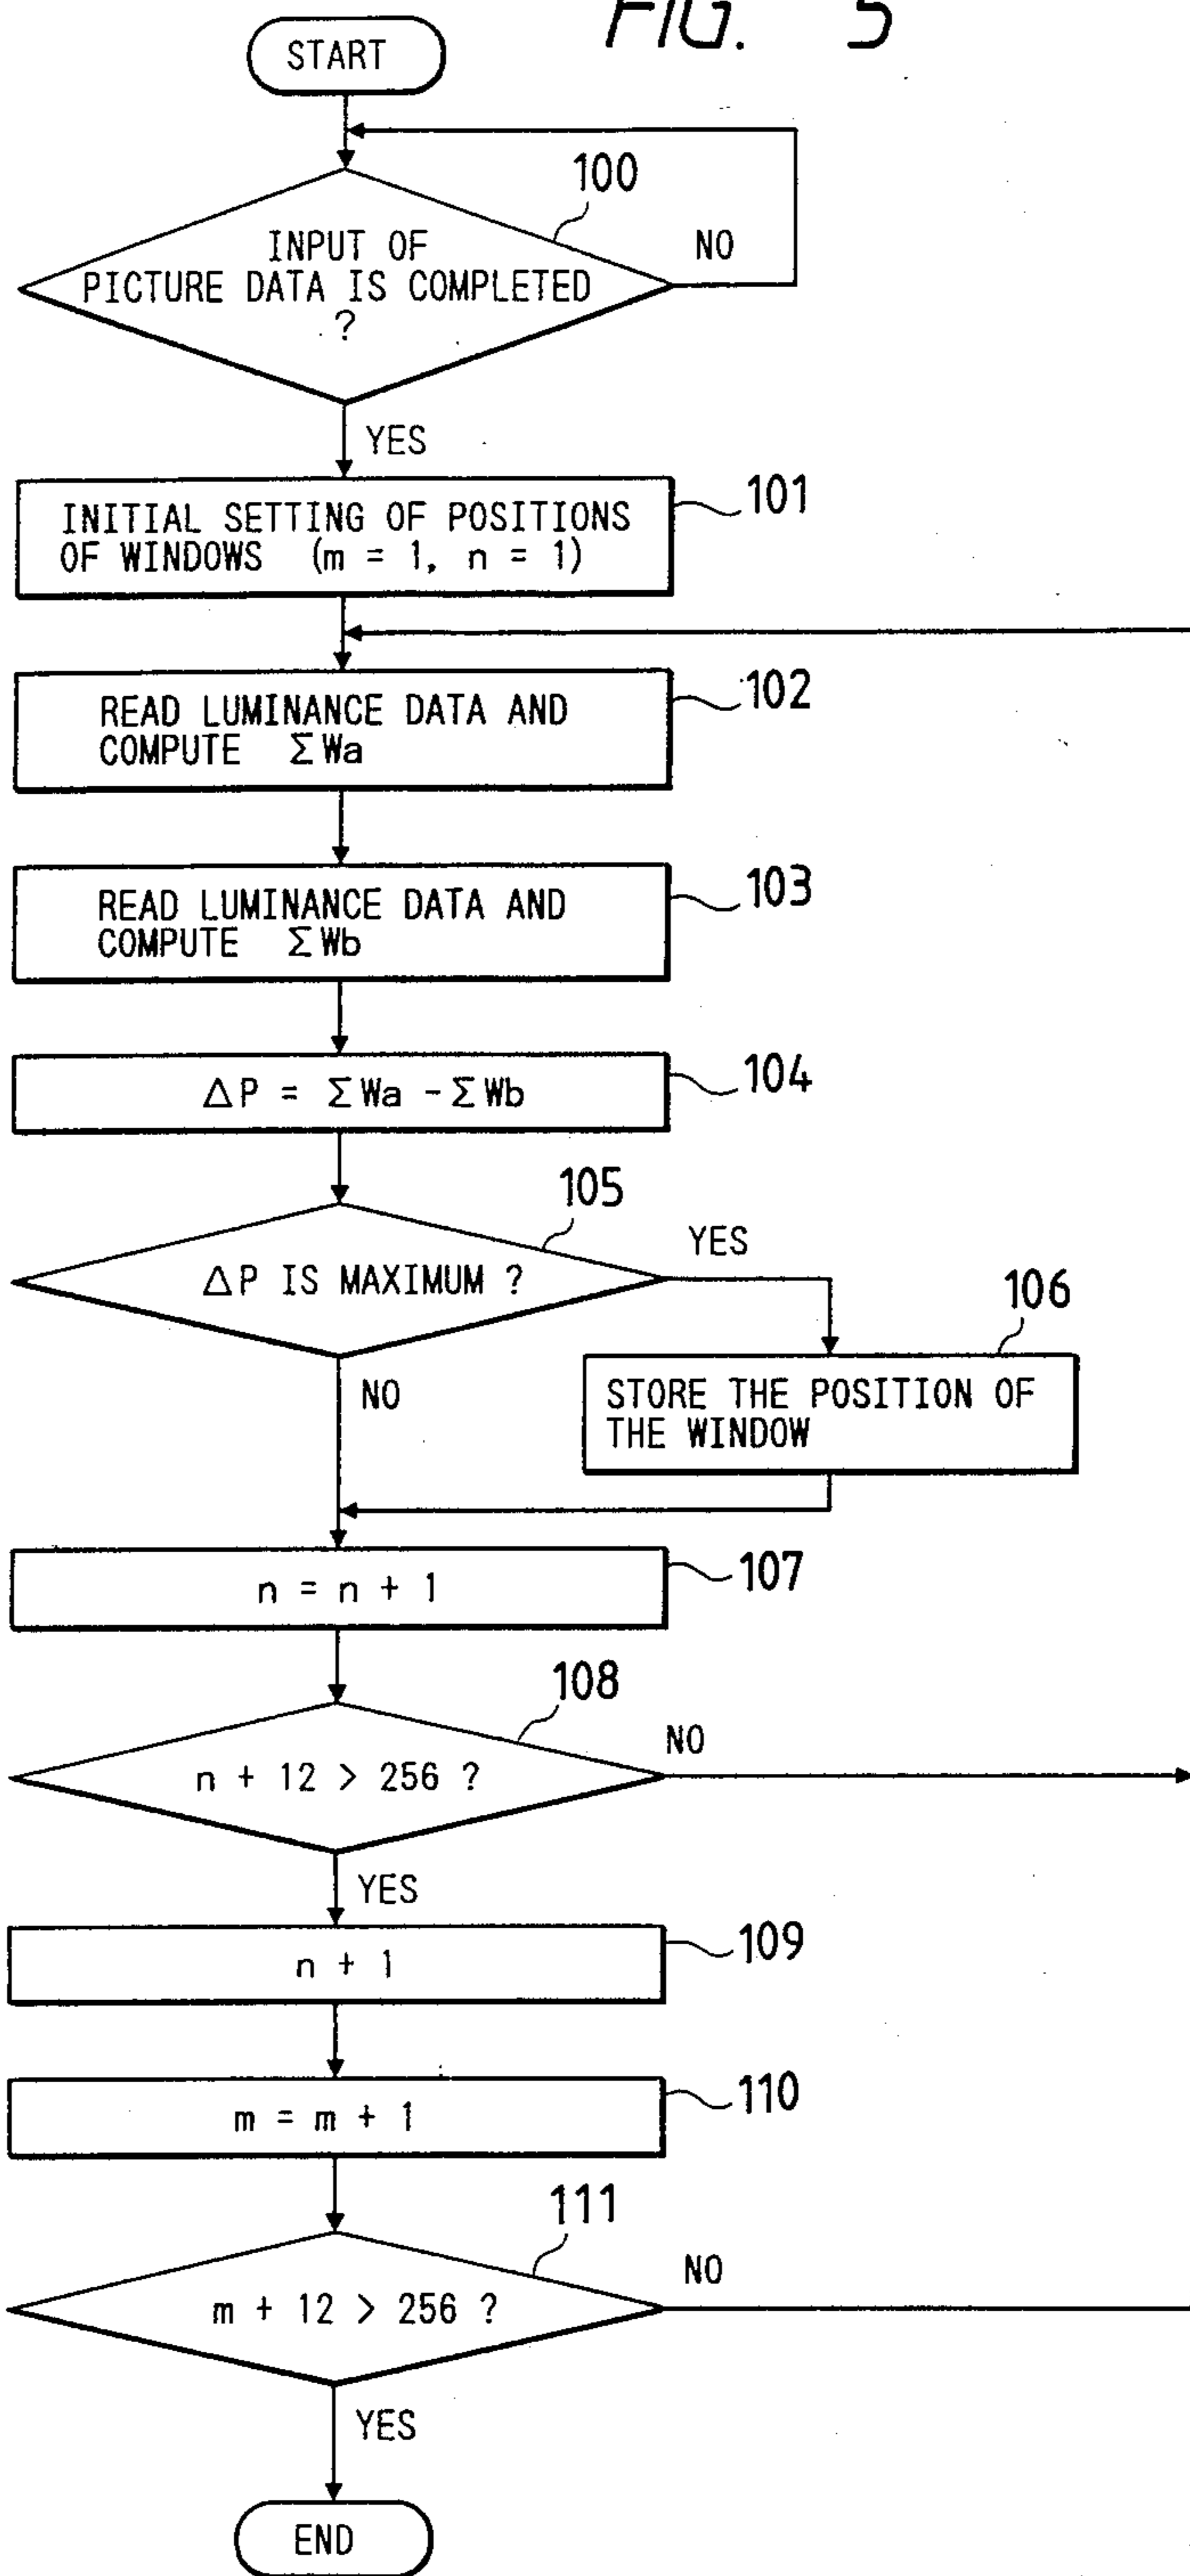 FIG. 5
START
100
INPUT OF
PICTURE DATA IS COMPLETED
?
NO
YES
101
INITIAL SETTING OF POSITIONS
OF WINDOWS (m = 1, n = 1)
102
READ LUMINANCE DATA AND
COMPUTE ΣWa
103
READ LUMINANCE DATA AND
COMPUTE ΣWb
104
ΔP = ΣWa - ΣWb
105
YES
ΔP IS MAXIMUM ?
106
NO
STORE THE POSITION OF
THE WINDOW
107
n = n + 1
108
NO
n + 12 > 256 ?
YES
109
n + 1
110
m = m + 1
111
NO
m + 12 > 256 ?
YES
END